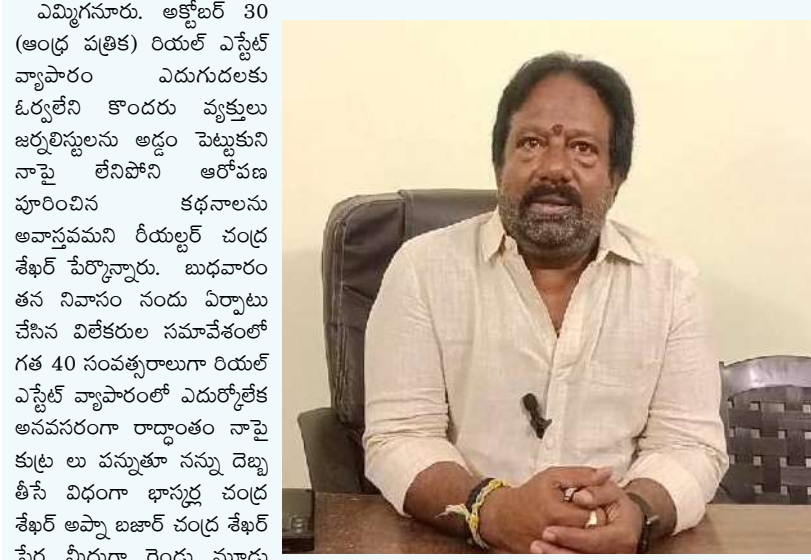 ఎమ్మిగనూరు. అక్టోబర్ 30
(ఆంధ్ర పత్రిక) రియల్ ఎస్టేట్
వ్యాపారం ఎదుగుదలకు
ఓర్వలేని కొందరు వ్యక్తులు
జర్నలిస్టులను అడ్డం పెట్టుకుని
నాపై లేనిపోని ఆరోపణ
పూరించిన కథనాలను
అవాస్తవమని రీయల్టర్ చంద్ర
శేఖర్ పేర్కొన్నారు. బుధవారం
తన నివాసం నందు ఏర్పాటు
చేసిన విలేకరుల సమావేశంలో
గత 40 సంవత్సరాలుగా రియల్
ఎస్టేట్ వ్యాపారంలో ఎదుర్కోలేక
అనవసరంగా రాద్ధాంతం నాపై
కుట్ర లు పన్నుతూ నన్ను దెబ్బ
తీసే విధంగా భాస్కర్ల చంద్ర
శేఖర్ అప్నా బజార్ చంద్ర శేఖర్